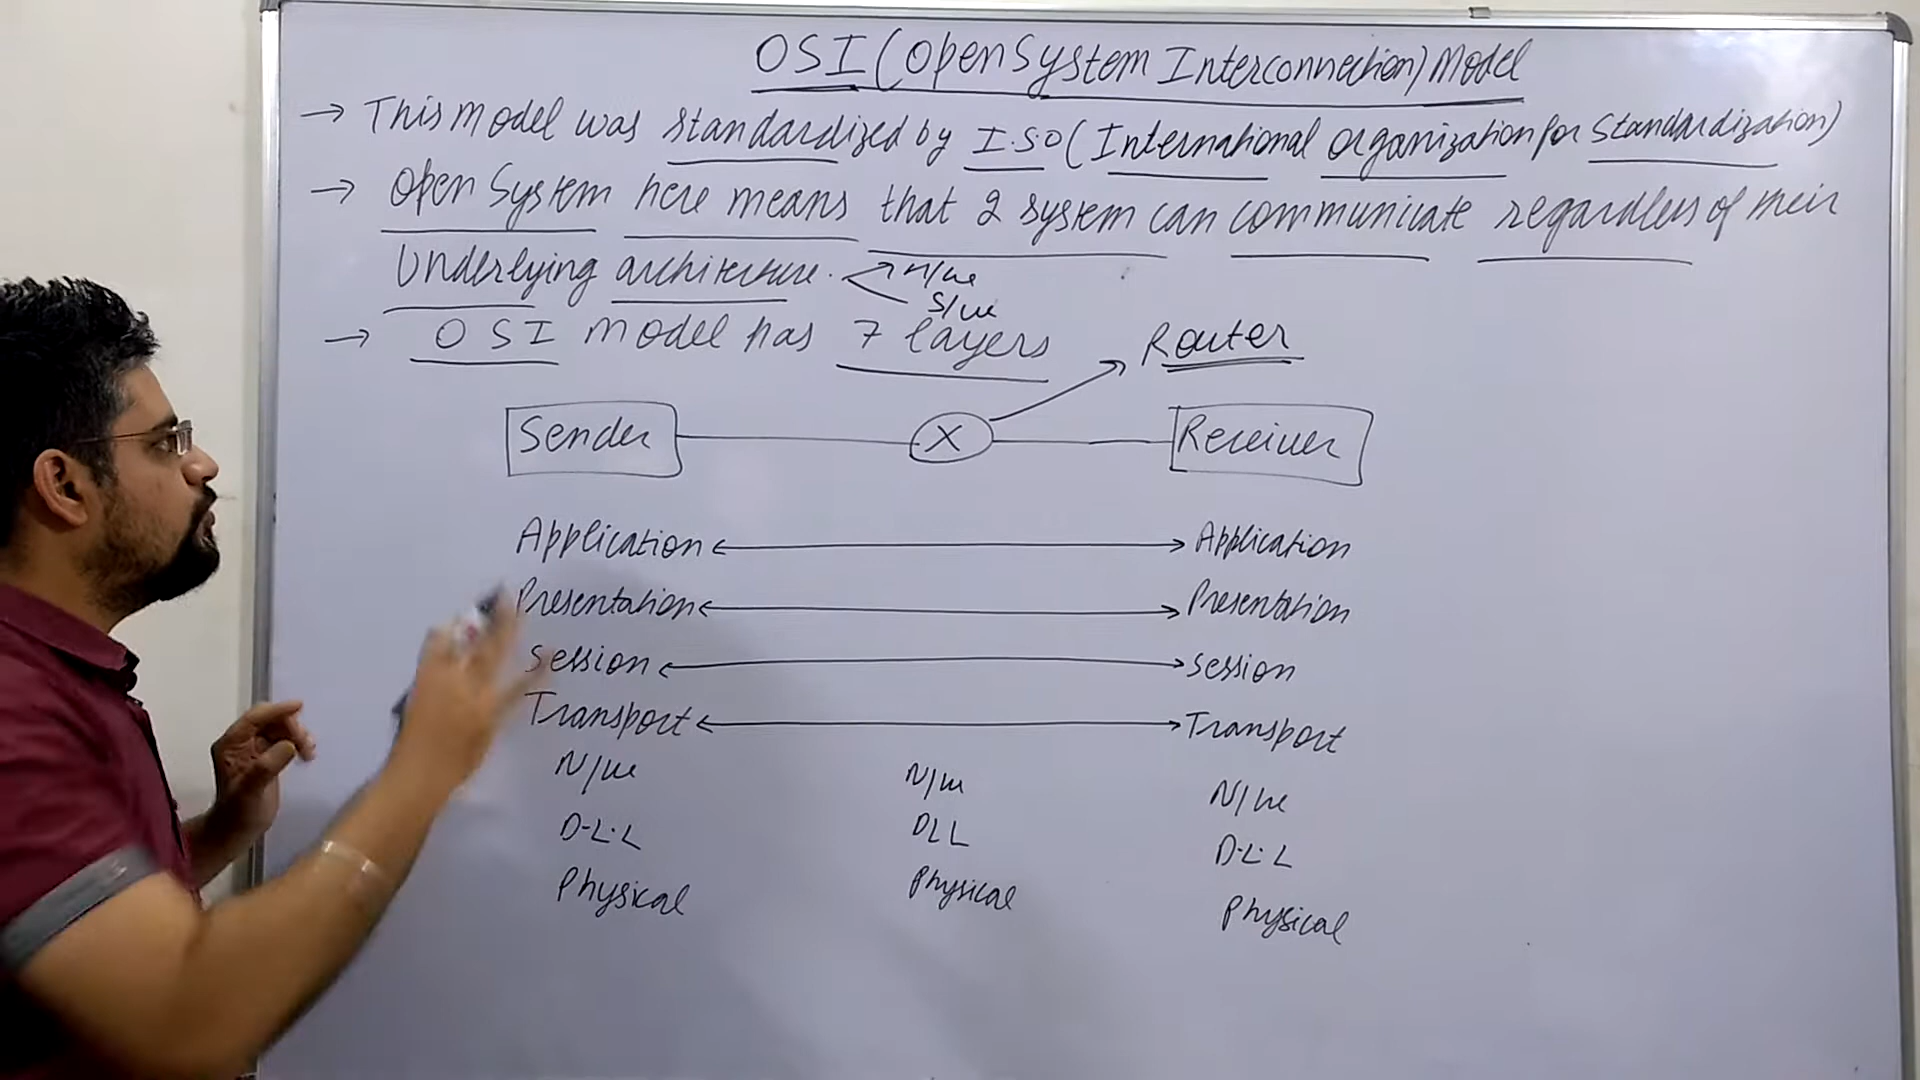 OSI (Open System Interconnection) Model
→ This model was standardized by I.S.O (International organization for Standardization)
→ Open System here means that 2 system can communicate regardless of their
Underlying architecture.
H/w
S/w
→ OSI model has 7 layers
Router
Sender X Receiver
Application Application
Presentation Presentation
Session Session
Transport Transport
N/w N/w N/w
D.L.L DLL D.L.L
Physical Physical Physical